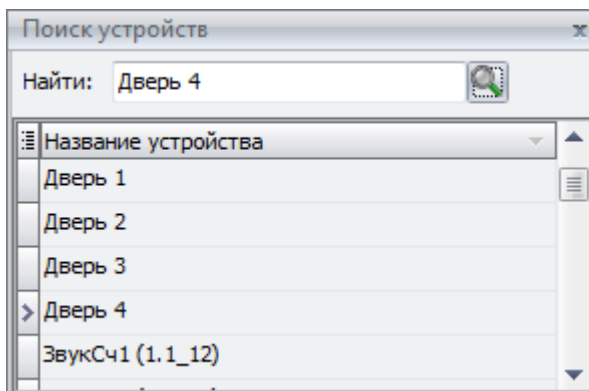 Поиск устройств
Найти: Дверь 4
Название устройства
Дверь 1
Дверь 2
Дверь 3
Дверь 4
ЗвукСч1 (1.1_12)